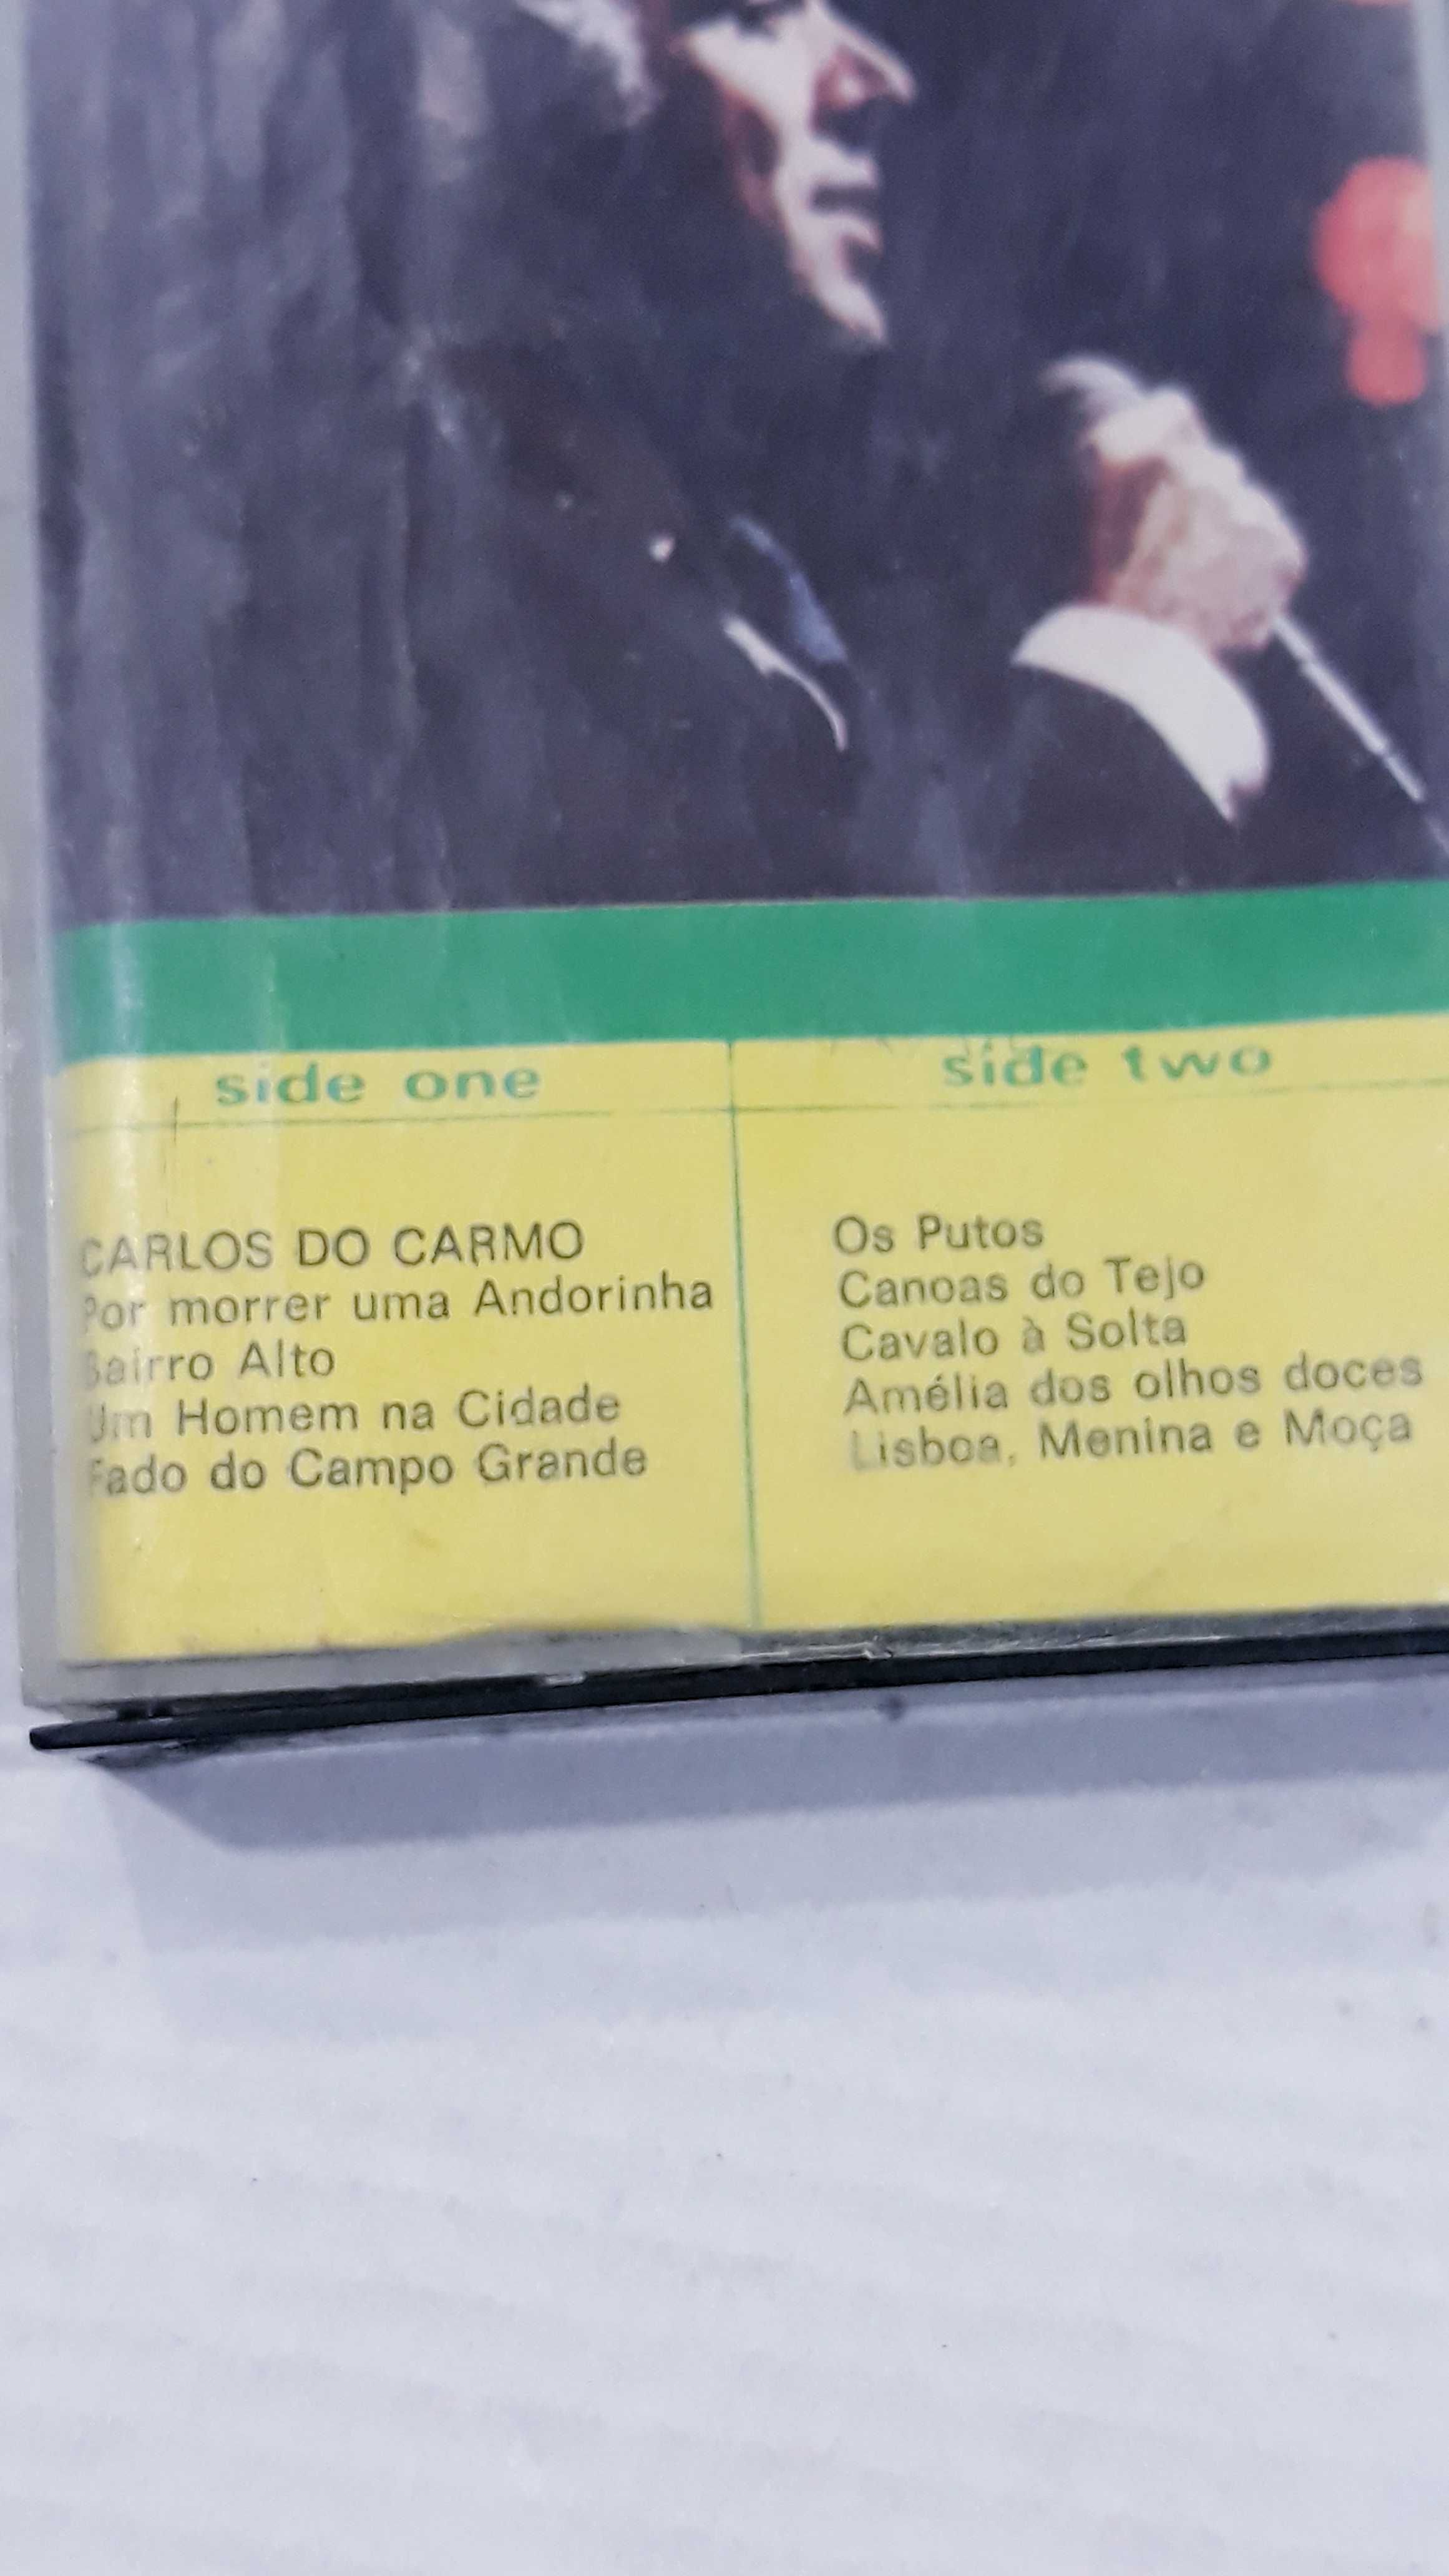 side one
CARLOS DO CARMO
Por morrer uma Andorinha
Bairro Alto
Um Homem na Cidade
Fado do Campo Grande
side two
Os Putos
Canoas do Tejo
Cavalo à Solta
Amélia dos olhos doces
Lisboa, Menina e Moça